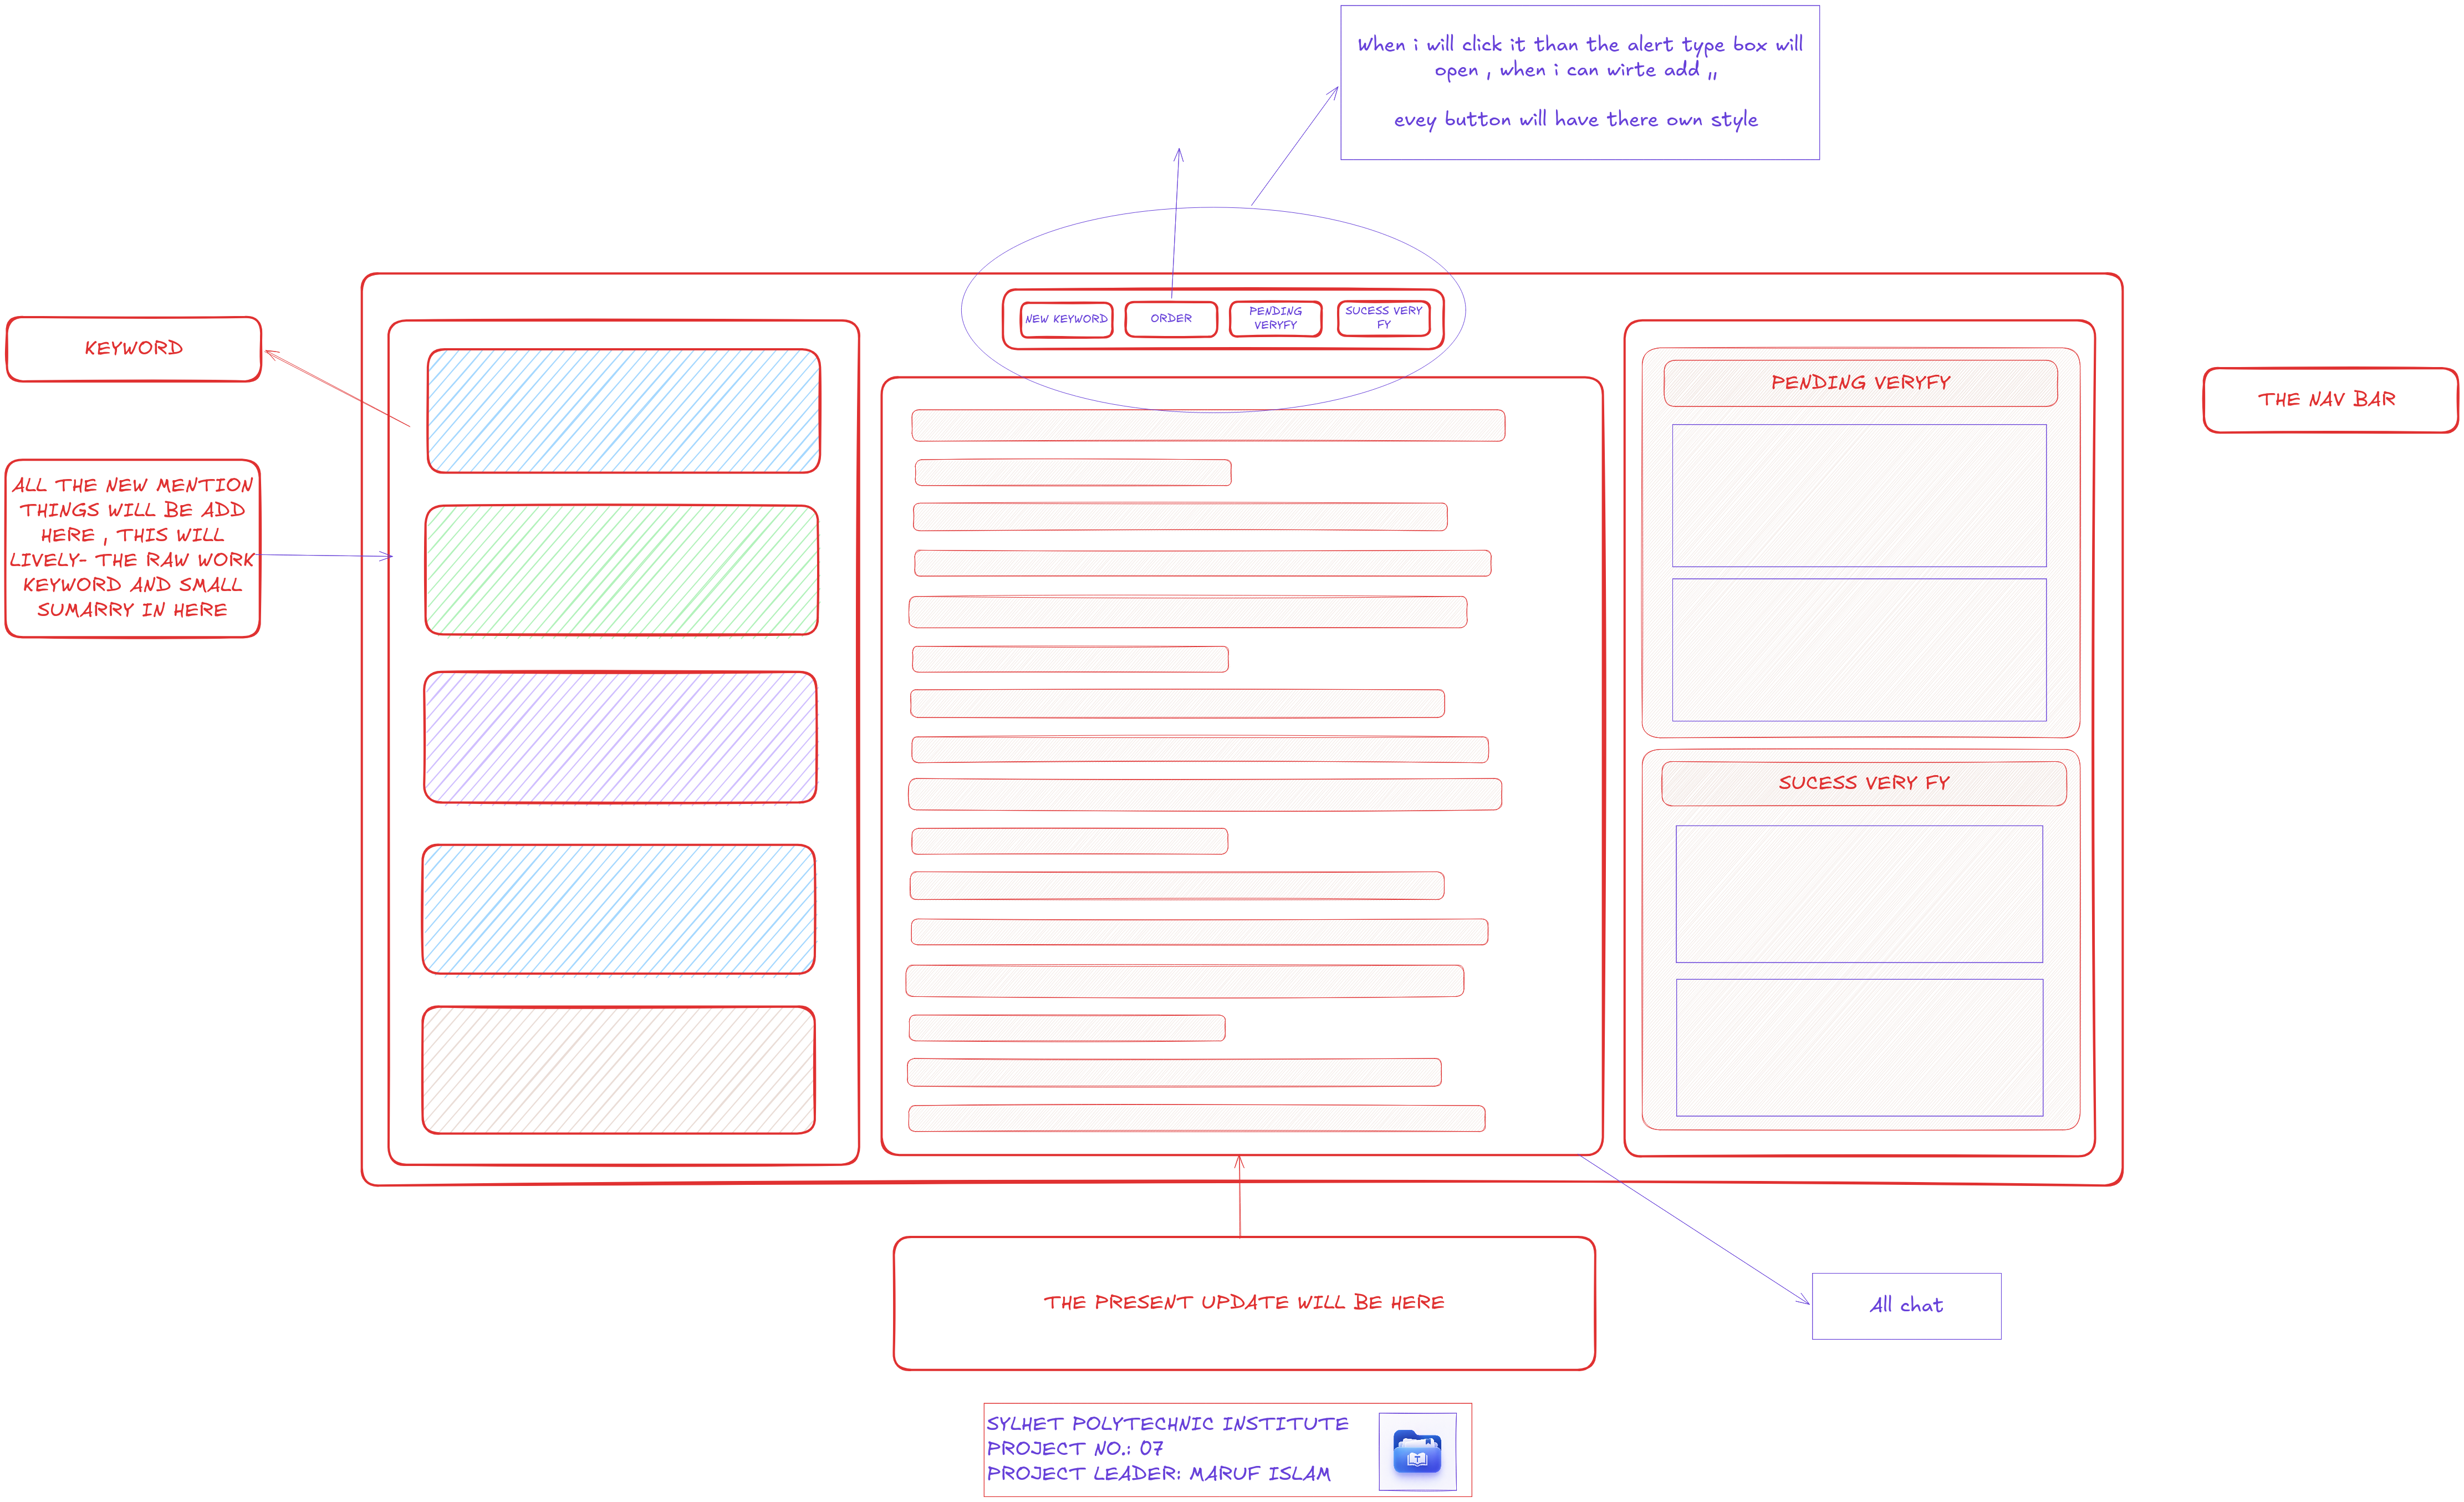 When i will click it than the alert type box will
open , when i can wirte add ,,
evey button will have there own style
NEW KEYWORD
ORDER
PENDING
VERYFY
SUCESS VERY
FY
KEYWORD
ALL THE NEW MENTION
THINGS WILL BE ADD
HERE , THIS WILL
LIVELY- THE RAW WORK
KEYWORD AND SMALL
SUMARRY IN HERE
PENDING VERYFY
THE NAV BAR
SUCESS VERY FY
THE PRESENT UPDATE WILL BE HERE
All chat
SYLHET POLYTECHNIC INSTITUTE
PROJECT NO.: 07
PROJECT LEADER: MARUF ISLAM